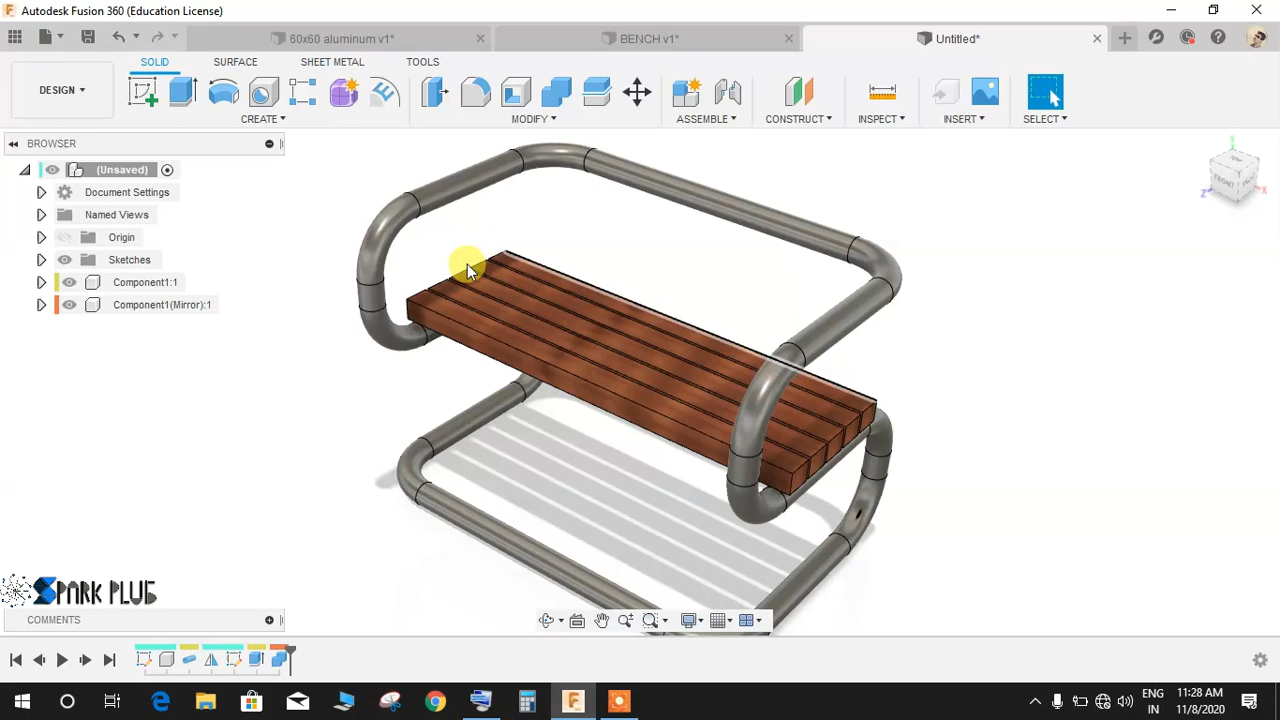 Autodesk Fusion 360 (Education License)
60x60 aluminum v1*
BENCH v1*
Untitled*
SOLID SURFACE SHEET METAL TOOLS
DESIGN
CREATE MODIFY ASSEMBLE CONSTRUCT INSPECT INSERT SELECT
BROWSER
(Unsaved)
Document Settings
Named Views
Origin
Sketches
Component1:1
Component1(Mirror):1
TOP
FRONT
Y
Z
X
SPARK PLUG
COMMENTS
ENG
IN
11:28 AM
11/8/2020